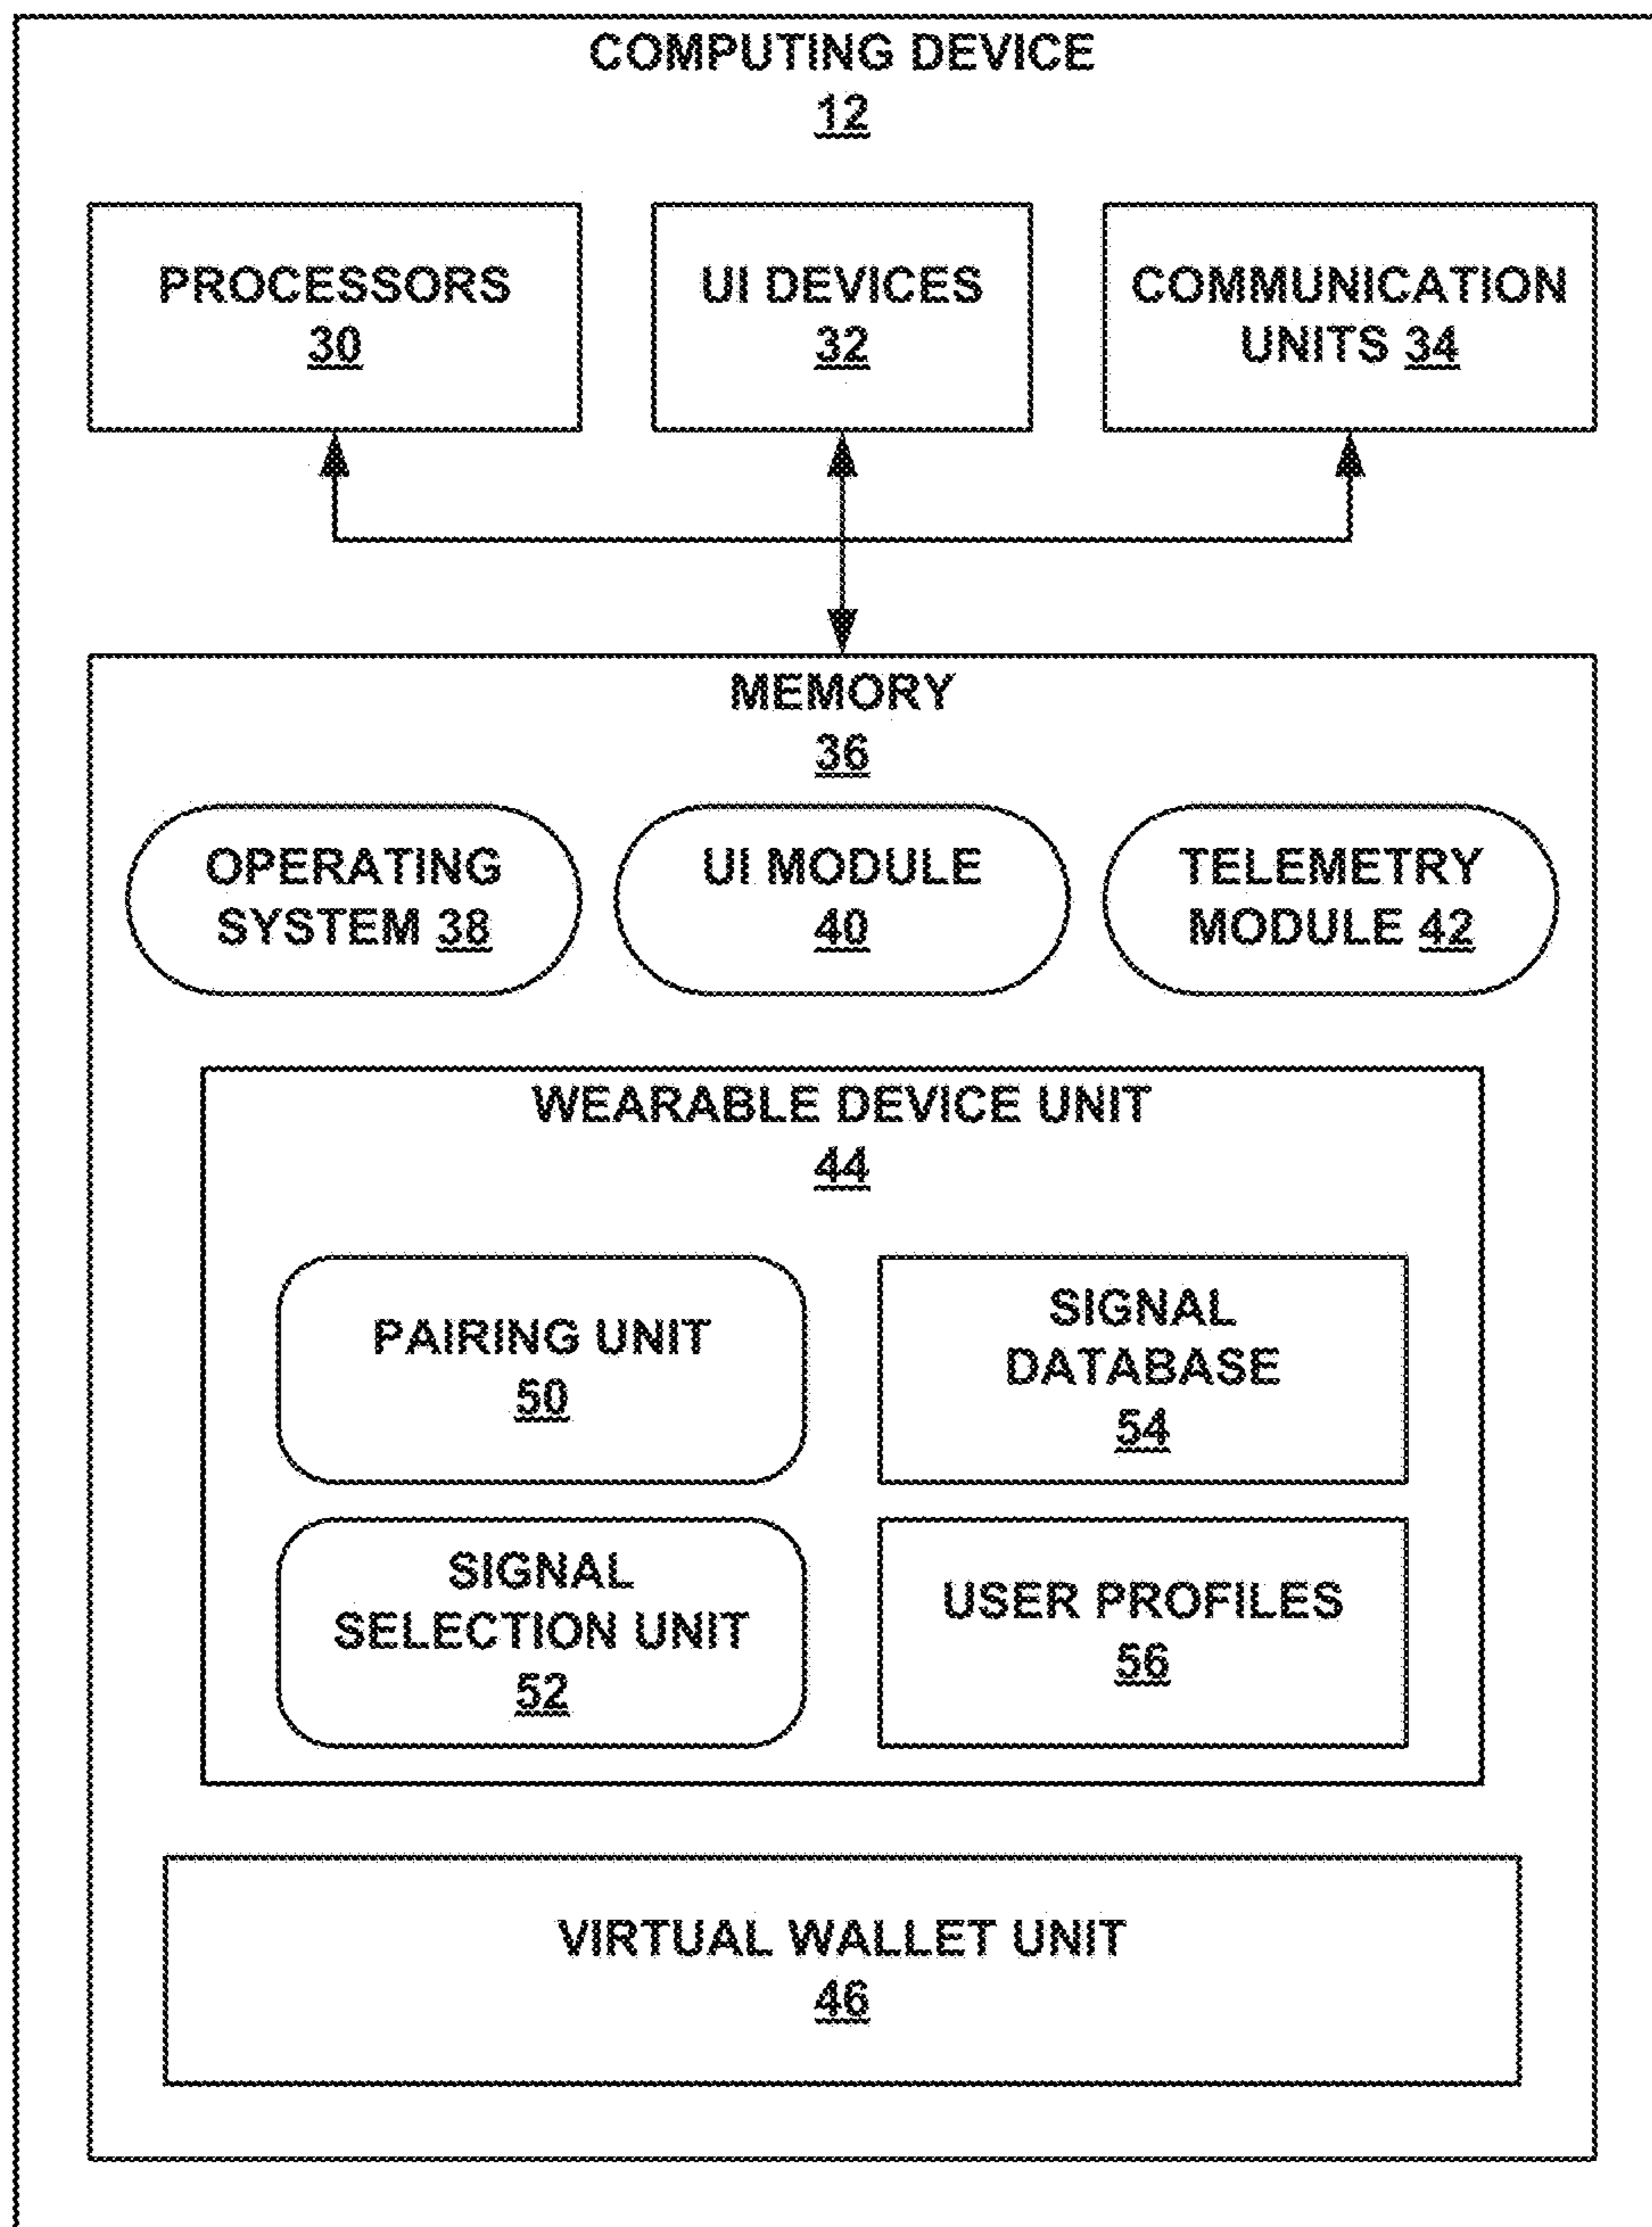 COMPUTING DEVICE
12
PROCESSORS
30
UI DEVICES
32
COMMUNICATION
UNITS 34
MEMORY
36
OPERATING
SYSTEM 38
UI MODULE
40
TELEMETRY
MODULE 42
WEARABLE DEVICE UNIT
44
PAIRING UNIT
50
SIGNAL
DATABASE
54
SIGNAL
SELECTION UNIT
52
USER PROFILES
56
VIRTUAL WALLET UNIT
46